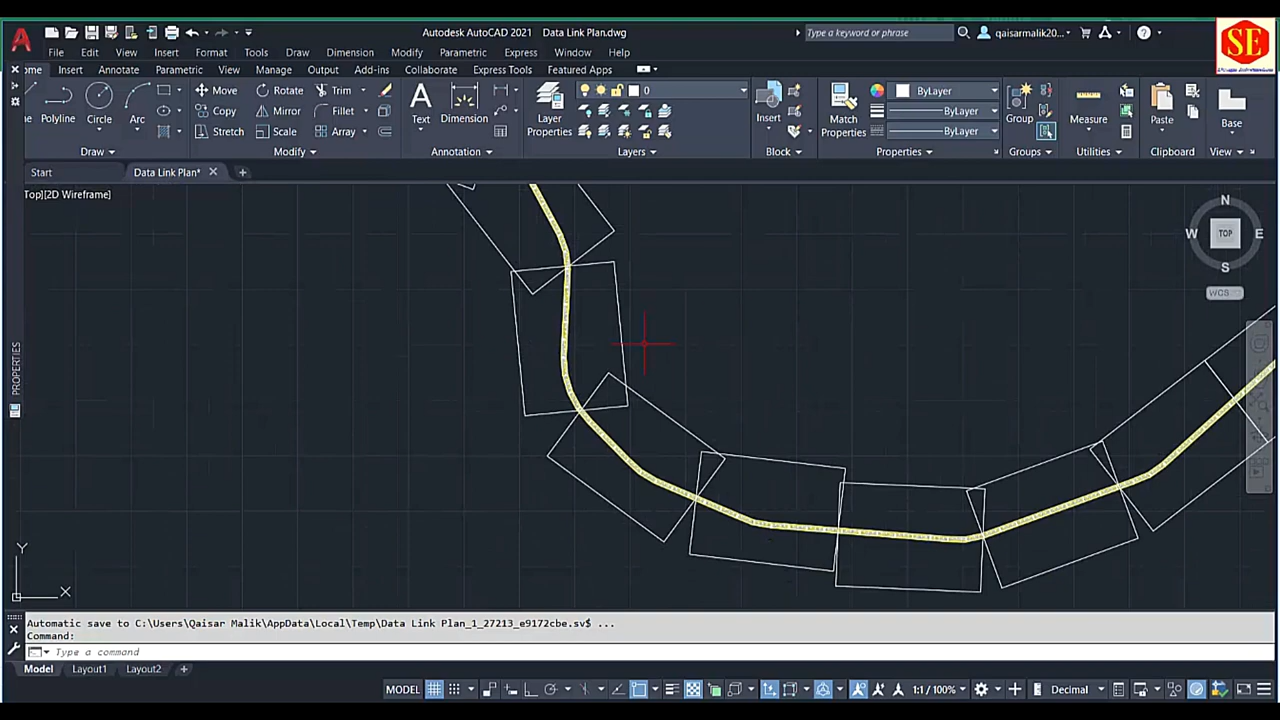 Autodesk AutoCAD 2021 Data Link Plan.dwg
Type a keyword or phrase
qaisarmalik20...
SE
File Edit View Insert Format Tools Draw Dimension Modify Parametric Express Window Help
ome Insert Annotate Parametric View Manage Output Add-ins Collaborate Express Tools Featured Apps
Move Rotate Trim
0
ByLayer
Copy Mirror Fillet
ByLayer
Stretch Scale Array
ByLayer
Polyline Circle Arc
Text Dimension
Layer
Properties
Insert
Match
Properties
Group
Measure
Paste
Base
Draw Modify Annotation Layers Block Properties Groups Utilities Clipboard View
Start Data Link Plan*
Top][2D Wireframe]
N
W TOP E
S
WCS
PROPERTIES
Y
X
Automatic save to C:\Users\Qaisar Malik\AppData\Local\Temp\Data Link Plan_1_27213_e9172cbe.sv$ ...
Command:
Type a command
Model Layout1 Layout2
MODEL
1:1 / 100%
Decimal